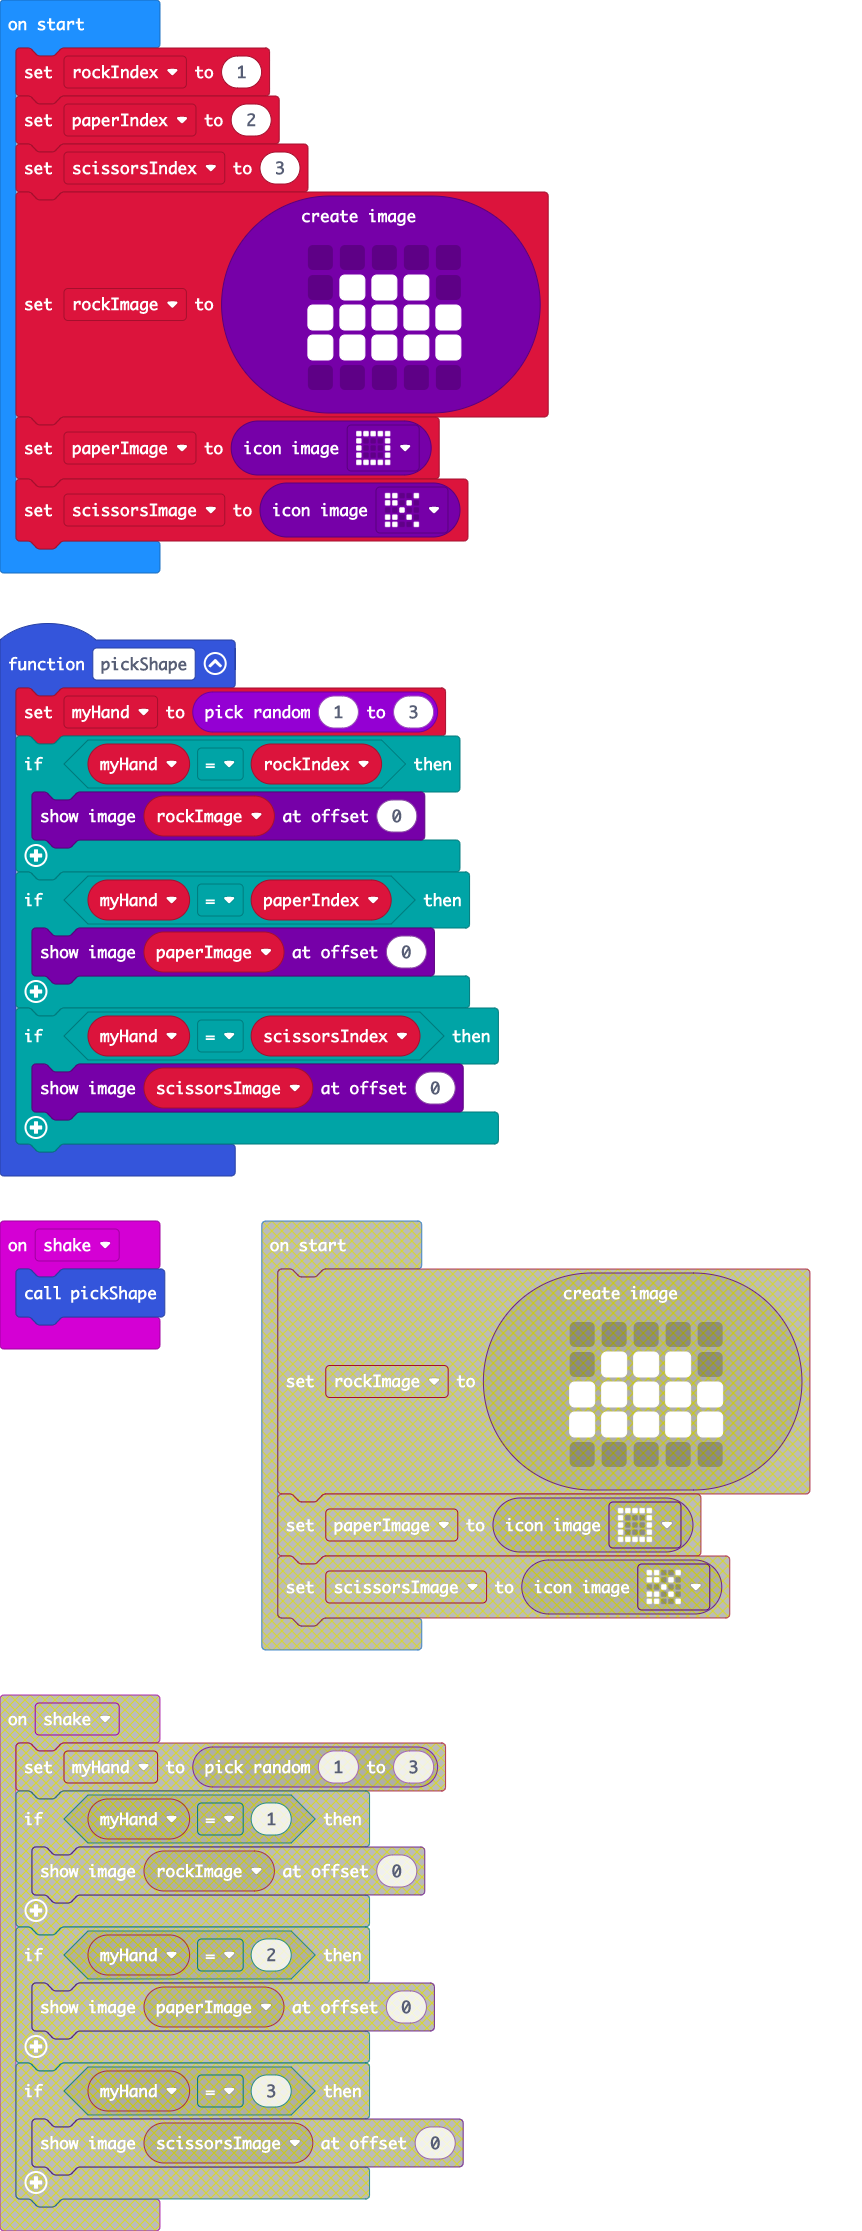 on start
set rockIndex to 1
set paperIndex to 2
set scissorsIndex to 3
create image
set rockImage to
set paperImage to icon image
set scissorsImage to icon image
function pickShape
set myHand to pick random 1 to 3
if myHand = rockIndex then
show image rockImage at offset 0
if myHand = paperIndex then
show image paperImage at offset 0
if myHand = scissorsIndex then
show image scissorsImage at offset 0
on shake
call pickShape
on start
create image
set rockImage to
set paperImage to icon image
set scissorsImage to icon image
on shake
set myHand to pick random 1 to 3
if myHand = 1 then
show image rockImage at offset 0
if myHand = 2 then
show image paperImage at offset 0
if myHand = 3 then
show image scissorsImage at offset 0